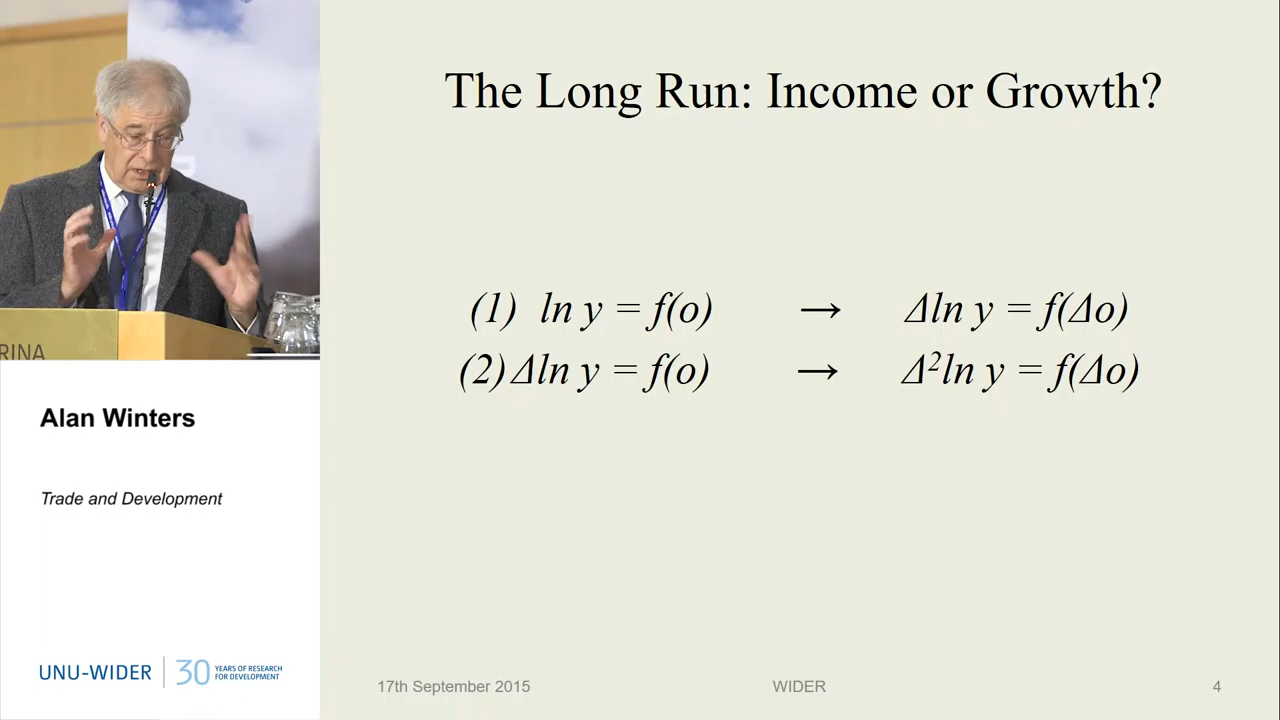 The Long Run: Income or Growth?
(1) ln y = f(o) → Δln y = f(Δo)
(2) Δln y = f(o) → Δ²ln y = f(Δo)
RINA
Alan Winters
Trade and Development
UNU-WIDER
30 YEARS OF RESEARCH
FOR DEVELOPMENT
17th September 2015 WIDER 4